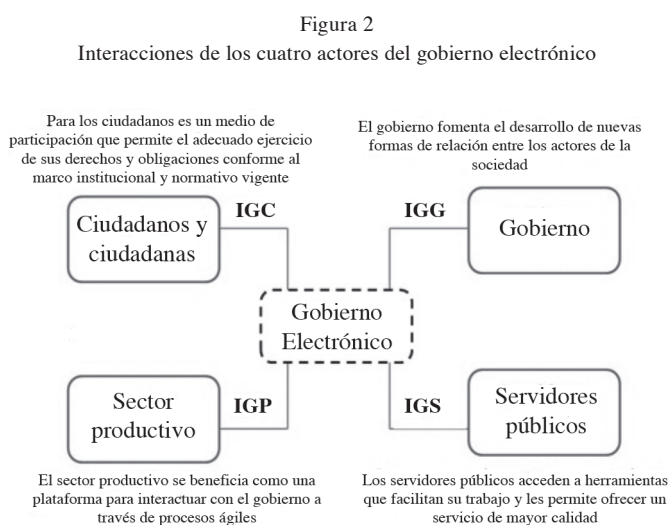 Figura 2
Interacciones de los cuatro actores del gobierno electrónico
Para los ciudadanos es un medio de
participación que permite el adecuado ejercicio
de sus derechos y obligaciones conforme al
marco institucional y normativo vigente
El gobierno fomenta el desarrollo de nuevas
formas de relación entre los actores de la
sociedad
Ciudadanos y
ciudadanas
IGC
IGG
Gobierno
Gobierno
Electrónico
Sector
productivo
IGP
IGS
Servidores
públicos
El sector productivo se beneficia como una
plataforma para interactuar con el gobierno a
través de procesos ágiles
Los servidores públicos acceden a herramientas
que facilitan su trabajo y les permite ofrecer un
servicio de mayor calidad